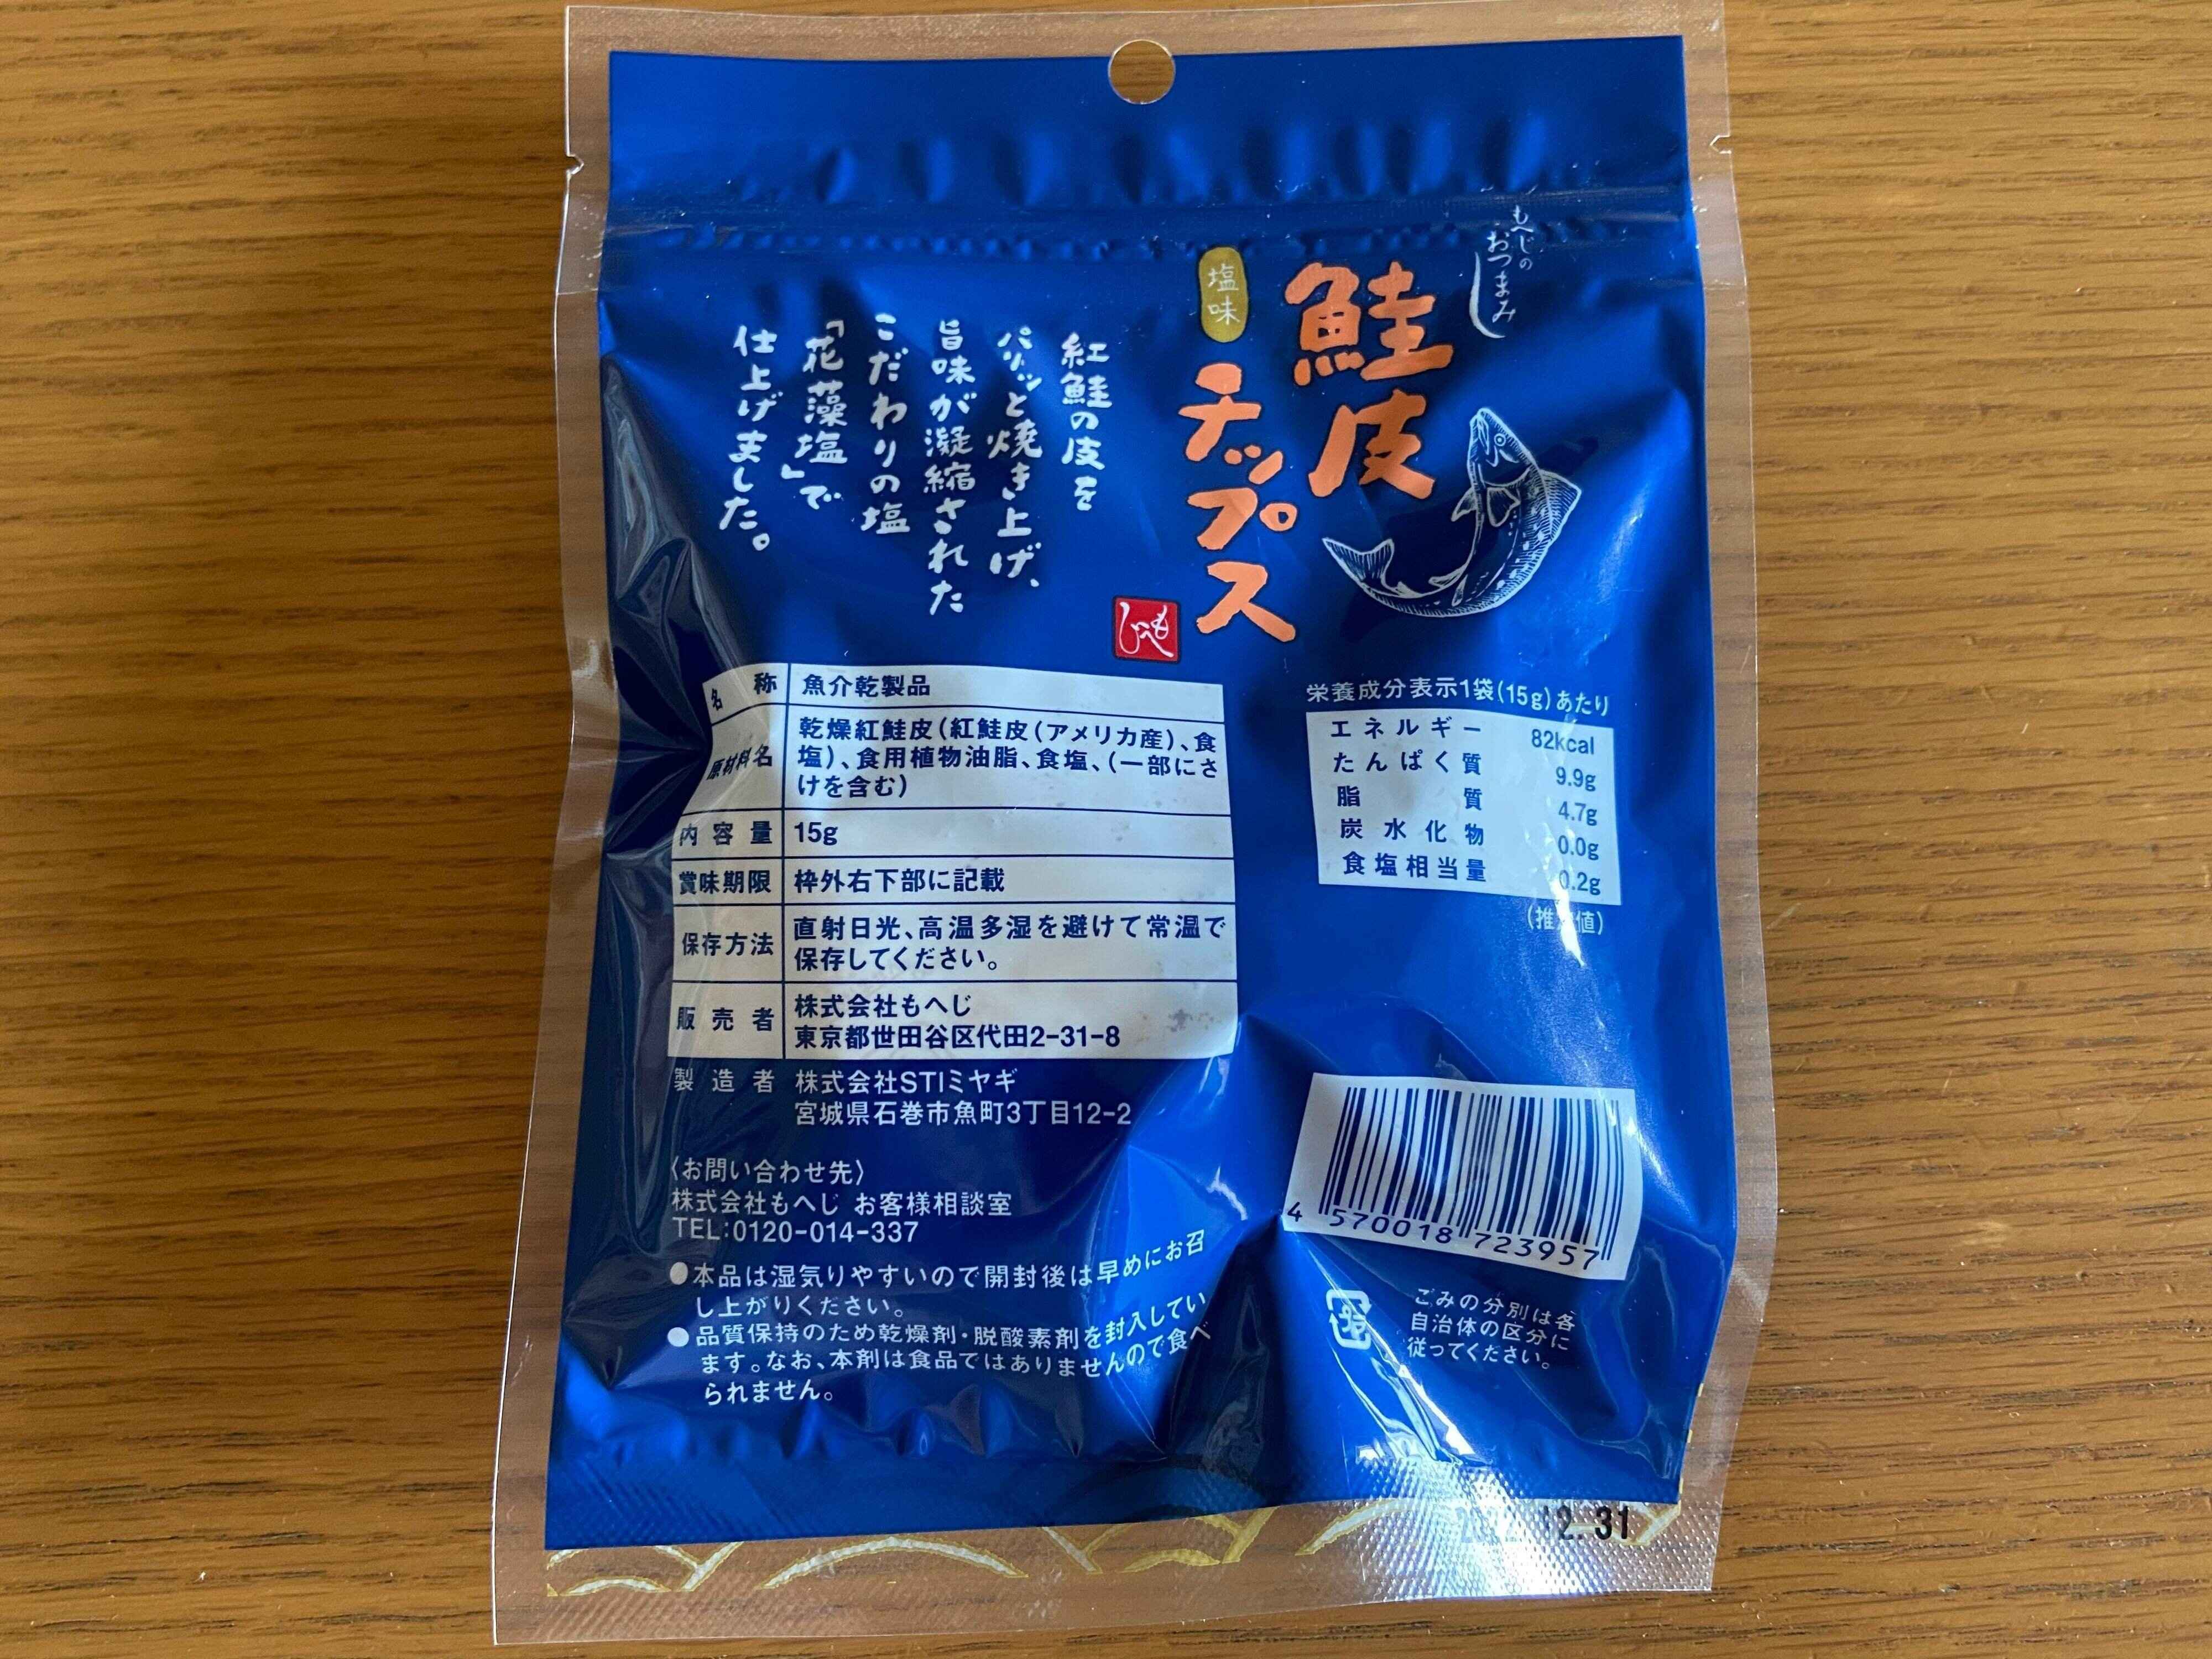 もへじの
おつまみ
鮭皮
チップス
塩味
紅鮭の皮を
パリッと焼き上げ、
旨味が凝縮された
こだわりの塩
「花藻塩」で
仕上げました。
もへじ
名称 魚介乾製品
原材料名 乾燥紅鮭皮(紅鮭皮(アメリカ産)、食
塩)、食用植物油脂、食塩、(一部にさ
けを含む)
内容量 15g
賞味期限 枠外右下部に記載
保存方法 直射日光、高温多湿を避けて常温で
保存してください。
販売者 株式会社もへじ
東京都世田谷区代田2-31-8
製造者 株式会社STIミヤギ
宮城県石巻市魚町3丁目12-2
〈お問い合わせ先〉
株式会社もへじ お客様相談室
TEL:0120-014-337
●本品は湿気りやすいので開封後は早めにお召
し上がりください。
●品質保持のため乾燥剤・脱酸素剤を封入してい
ます。なお、本剤は食品ではありませんので食べ
られません。
栄養成分表示1袋(15g)あたり
エネルギー 82kcal
たんぱく質 9.9g
脂質 4.7g
炭水化物 0.0g
食塩相当量 0.2g
(推定値)
4 570018 723957
プラ
ごみの分別は各
自治体の区分に
従ってください。
12.31